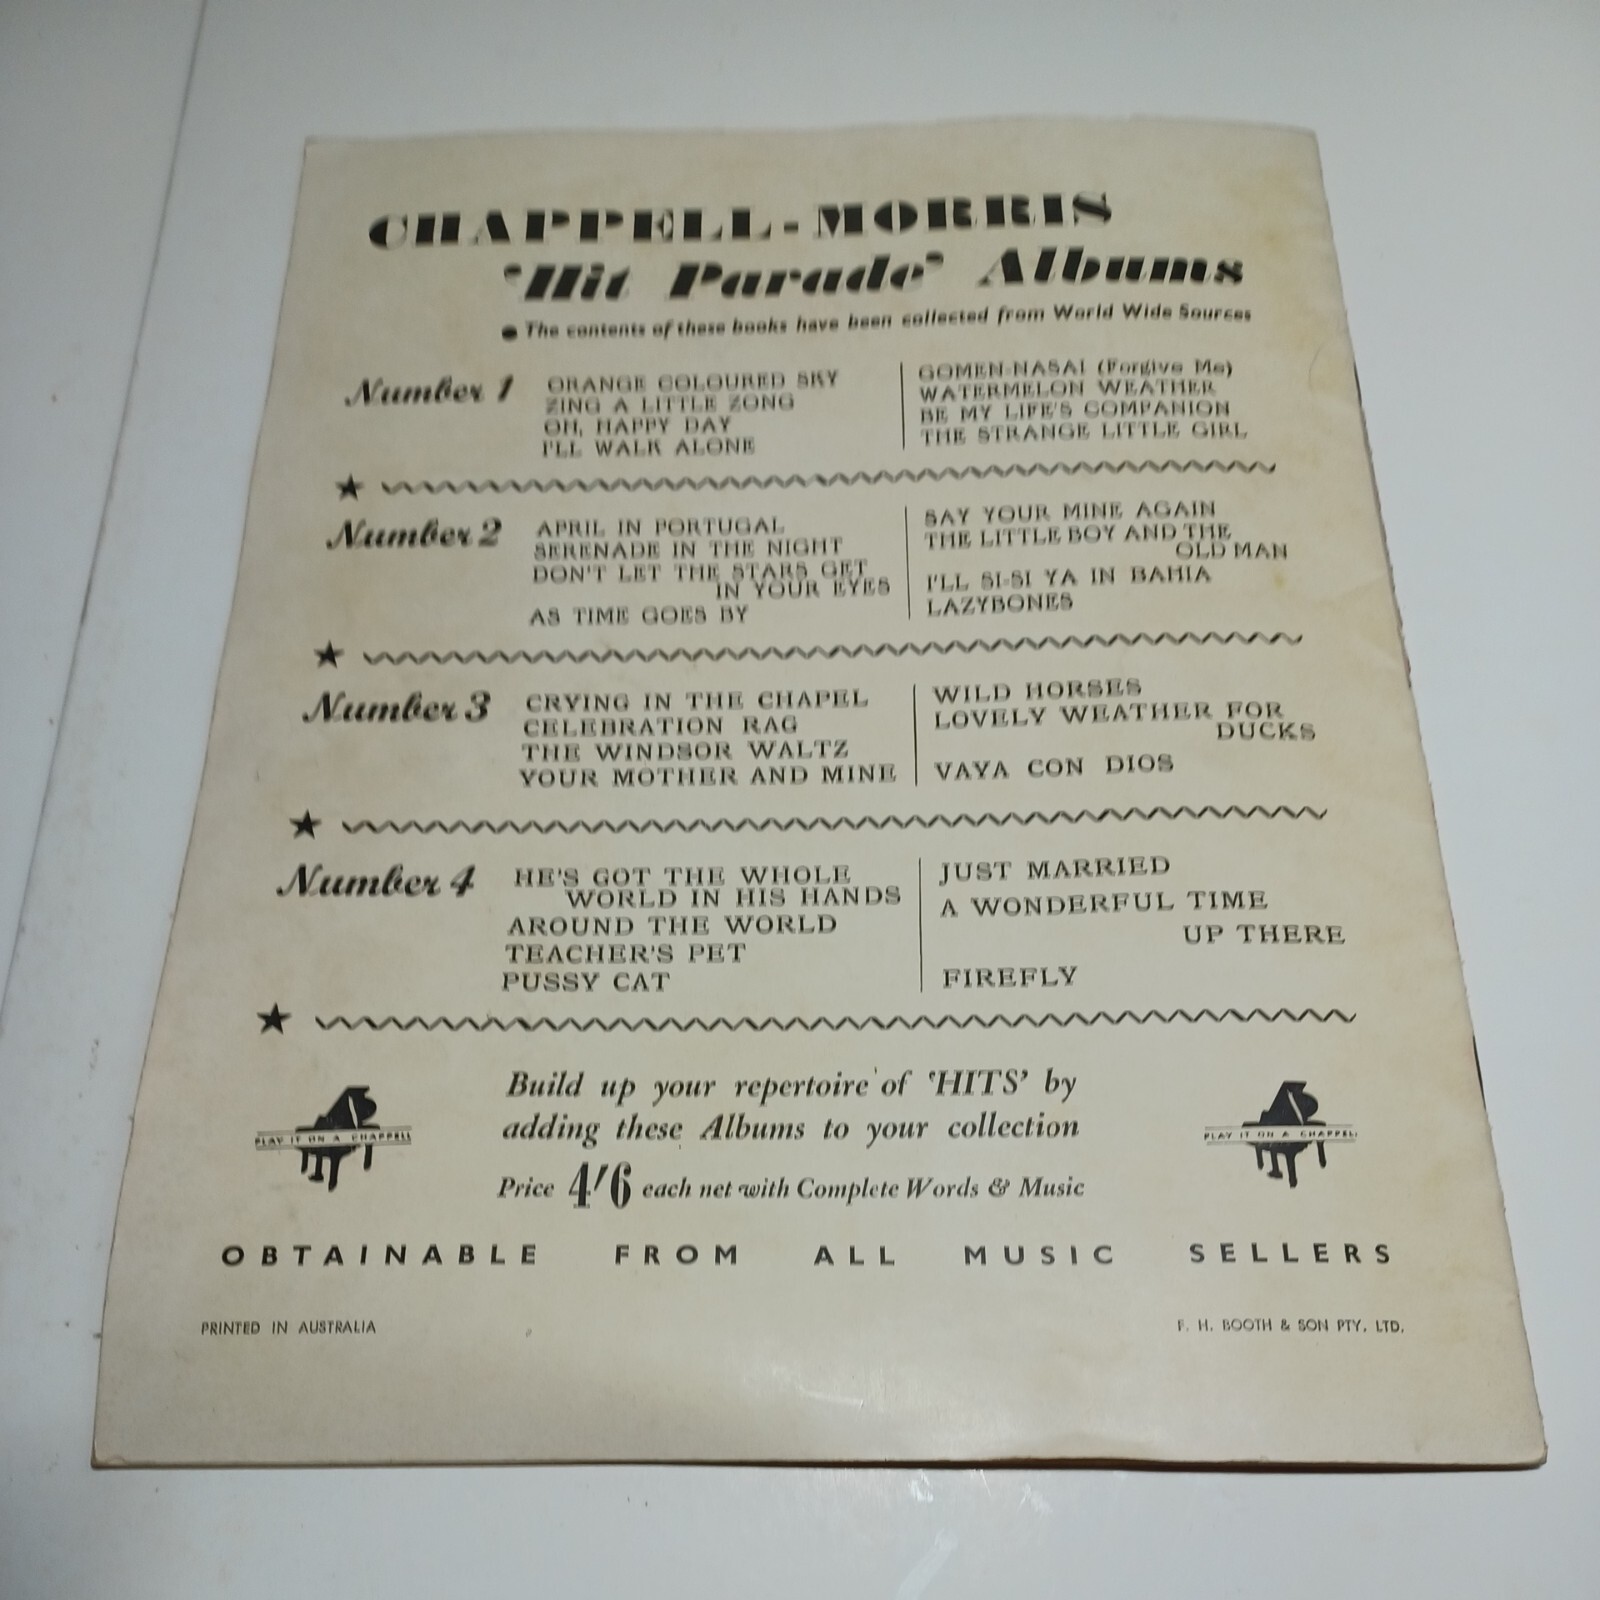 CHAPPELL-MORRIS
'Hit Parade' Albums
● The contents of these books have been collected from World Wide Sources
Number 1
ORANGE COLOURED SKY
ZING A LITTLE ZONG
OH, HAPPY DAY
I'LL WALK ALONE
GOMEN-NASAI (Forgive Me)
WATERMELON WEATHER
BE MY LIFE'S COMPANION
THE STRANGE LITTLE GIRL
Number 2
APRIL IN PORTUGAL
SERENADE IN THE NIGHT
DON'T LET THE STARS GET
IN YOUR EYES
AS TIME GOES BY
SAY YOUR MINE AGAIN
THE LITTLE BOY AND THE
OLD MAN
I'LL SI-SI YA IN BAHIA
LAZYBONES
Number 3
CRYING IN THE CHAPEL
CELEBRATION RAG
THE WINDSOR WALTZ
YOUR MOTHER AND MINE
WILD HORSES
LOVELY WEATHER FOR
DUCKS
VAYA CON DIOS
Number 4
HE'S GOT THE WHOLE
WORLD IN HIS HANDS
AROUND THE WORLD
TEACHER'S PET
PUSSY CAT
JUST MARRIED
A WONDERFUL TIME
UP THERE
FIREFLY
Build up your repertoire of 'HITS' by
adding these Albums to your collection
Price 4/6 each net with Complete Words & Music
PLAY IT ON A CHAPPELL
PLAY IT ON A CHAPPELL
OBTAINABLE FROM ALL MUSIC SELLERS
PRINTED IN AUSTRALIA
F. H. BOOTH & SON PTY. LTD.